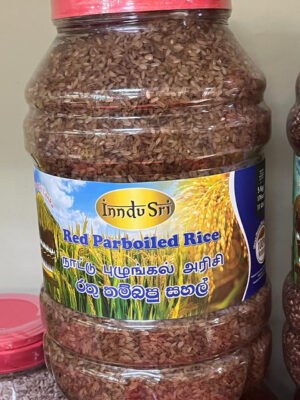 Inndu Sri
Red Parboiled Rice
நாட்டு புழுங்கல் அரிசி
රතු තම්බපු සහල්